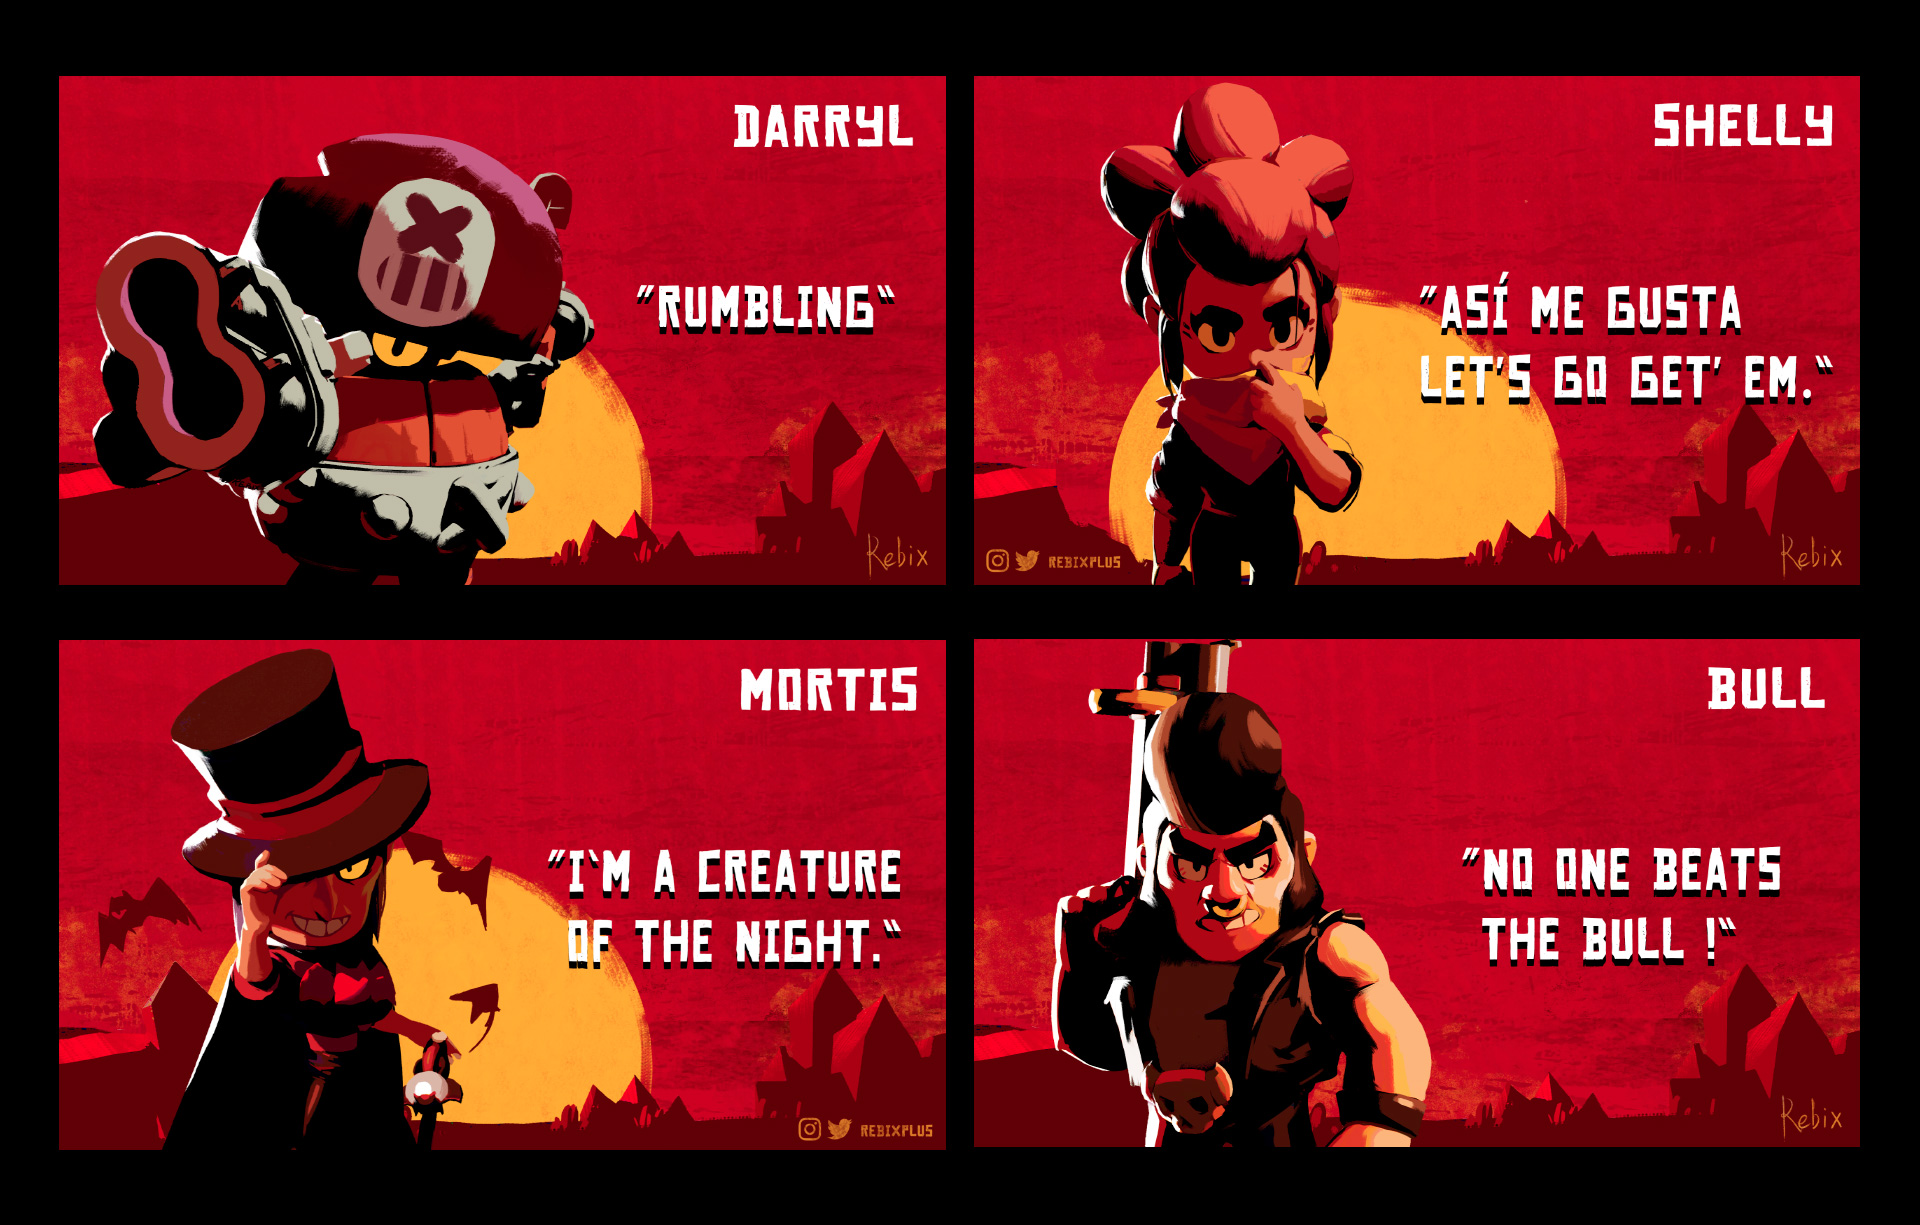 DARRYL
"RUMBLING"
Rebix
SHELLY
"ASÍ ME GUSTA
LET'S GO GET' EM."
REBIXPLUS
Rebix
MORTIS
"I'M A CREATURE
OF THE NIGHT."
REBIXPLUS
BULL
"NO ONE BEATS
THE BULL !"
Rebix